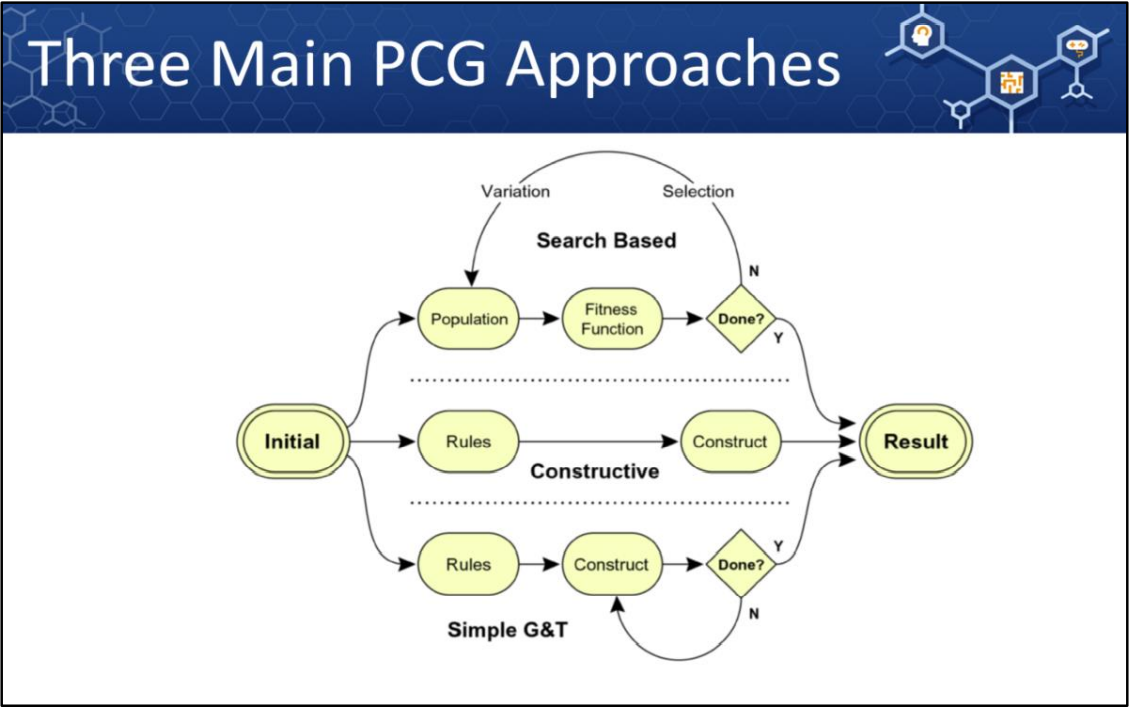 Three Main PCG Approaches
Variation
Selection
Search Based
N
Population
Fitness
Function
Done?
Y
Initial
Rules
Construct
Result
Constructive
Rules
Construct
Done?
Y
N
Simple G&T